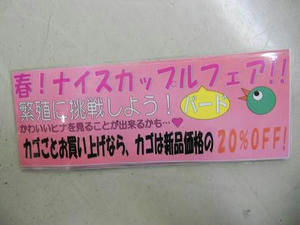 春！ナイスカップルフェア!!
繁殖に挑戦しよう！バード
かわいいヒナを見ることが出来るかも…♥
カゴごとお買い上げなら、カゴは新品価格の20%OFF!